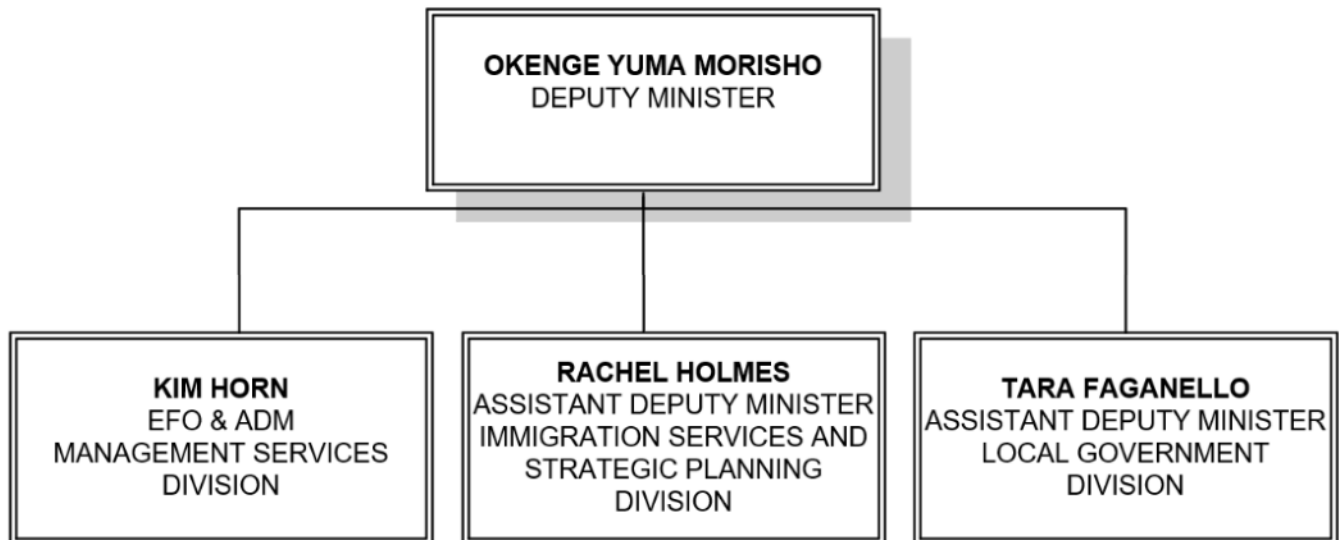 OKENGE YUMA MORISHO
DEPUTY MINISTER
KIM HORN
EFO & ADM
MANAGEMENT SERVICES
DIVISION
RACHEL HOLMES
ASSISTANT DEPUTY MINISTER
IMMIGRATION SERVICES AND
STRATEGIC PLANNING
DIVISION
TARA FAGANELLO
ASSISTANT DEPUTY MINISTER
LOCAL GOVERNMENT
DIVISION